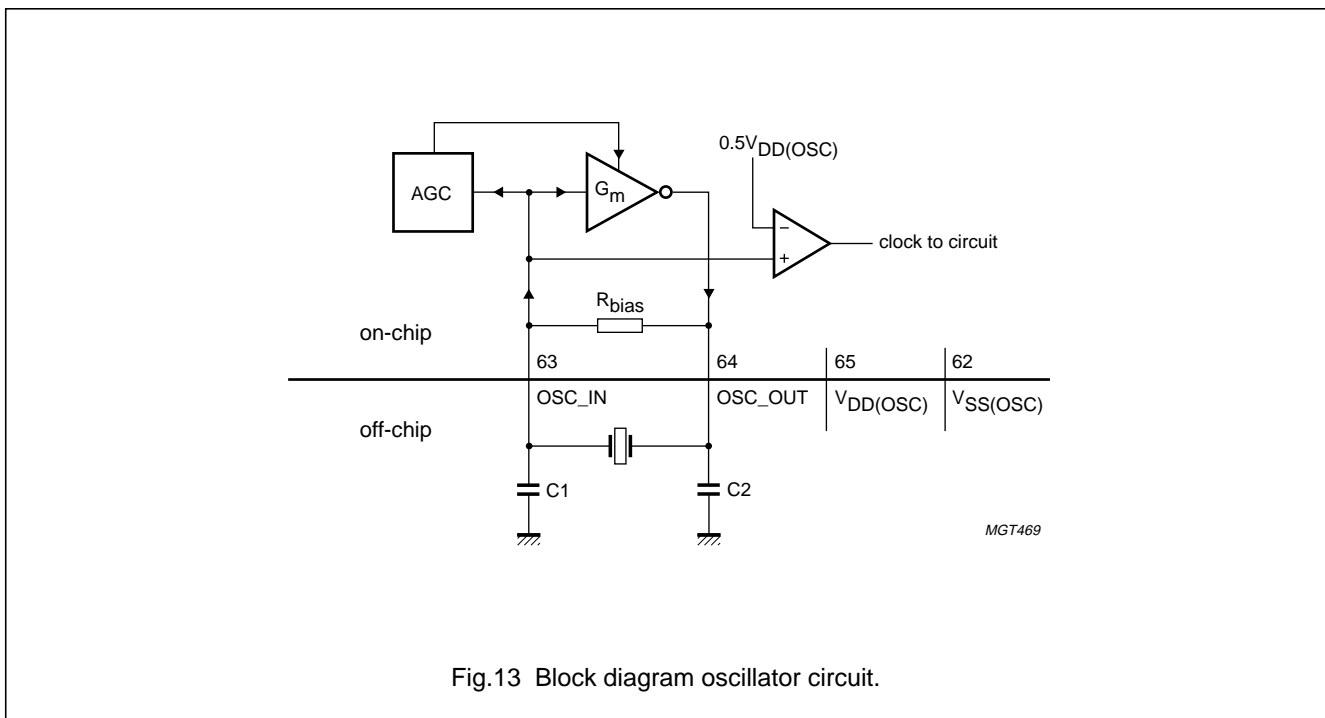 0.5VDD(OSC)
AGC
Gm
−
+
clock to circuit
Rbias
on-chip
63
64
65
62
OSC_IN
OSC_OUT
VDD(OSC)
VSS(OSC)
off-chip
C1
C2
MGT469
Fig.13 Block diagram oscillator circuit.